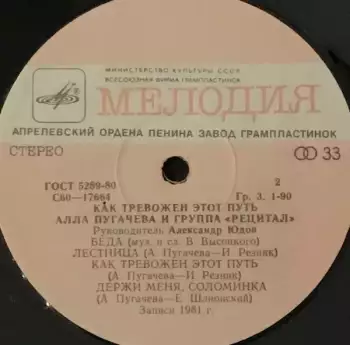 МИНИСТЕРСТВО КУЛЬТУРЫ СССР
ВСЕСОЮЗНАЯ ФИРМА ГРАМПЛАСТИНОК
МЕЛОДИЯ
АПРЕЛЕВСКИЙ ОРДЕНА ЛЕНИНА ЗАВОД ГРАМПЛАСТИНОК
СТЕРЕО
33
ГОСТ 5289-80
2
С60—17664
Гр. 3. 1-90
КАК ТРЕВОЖЕН ЭТОТ ПУТЬ
АЛЛА ПУГАЧЕВА И ГРУППА «РЕЦИТАЛ»
Руководитель Александр Юдов
БЕДА (муз. и сл. В. Высоцкого)
ЛЕСТНИЦА (А. Пугачева—И. Резник)
КАК ТРЕВОЖЕН ЭТОТ ПУТЬ
(А. Пугачева—И. Резник)
ДЕРЖИ МЕНЯ, СОЛОМИНКА
(А. Пугачева—Е. Шлионский)
Записи 1981 г.